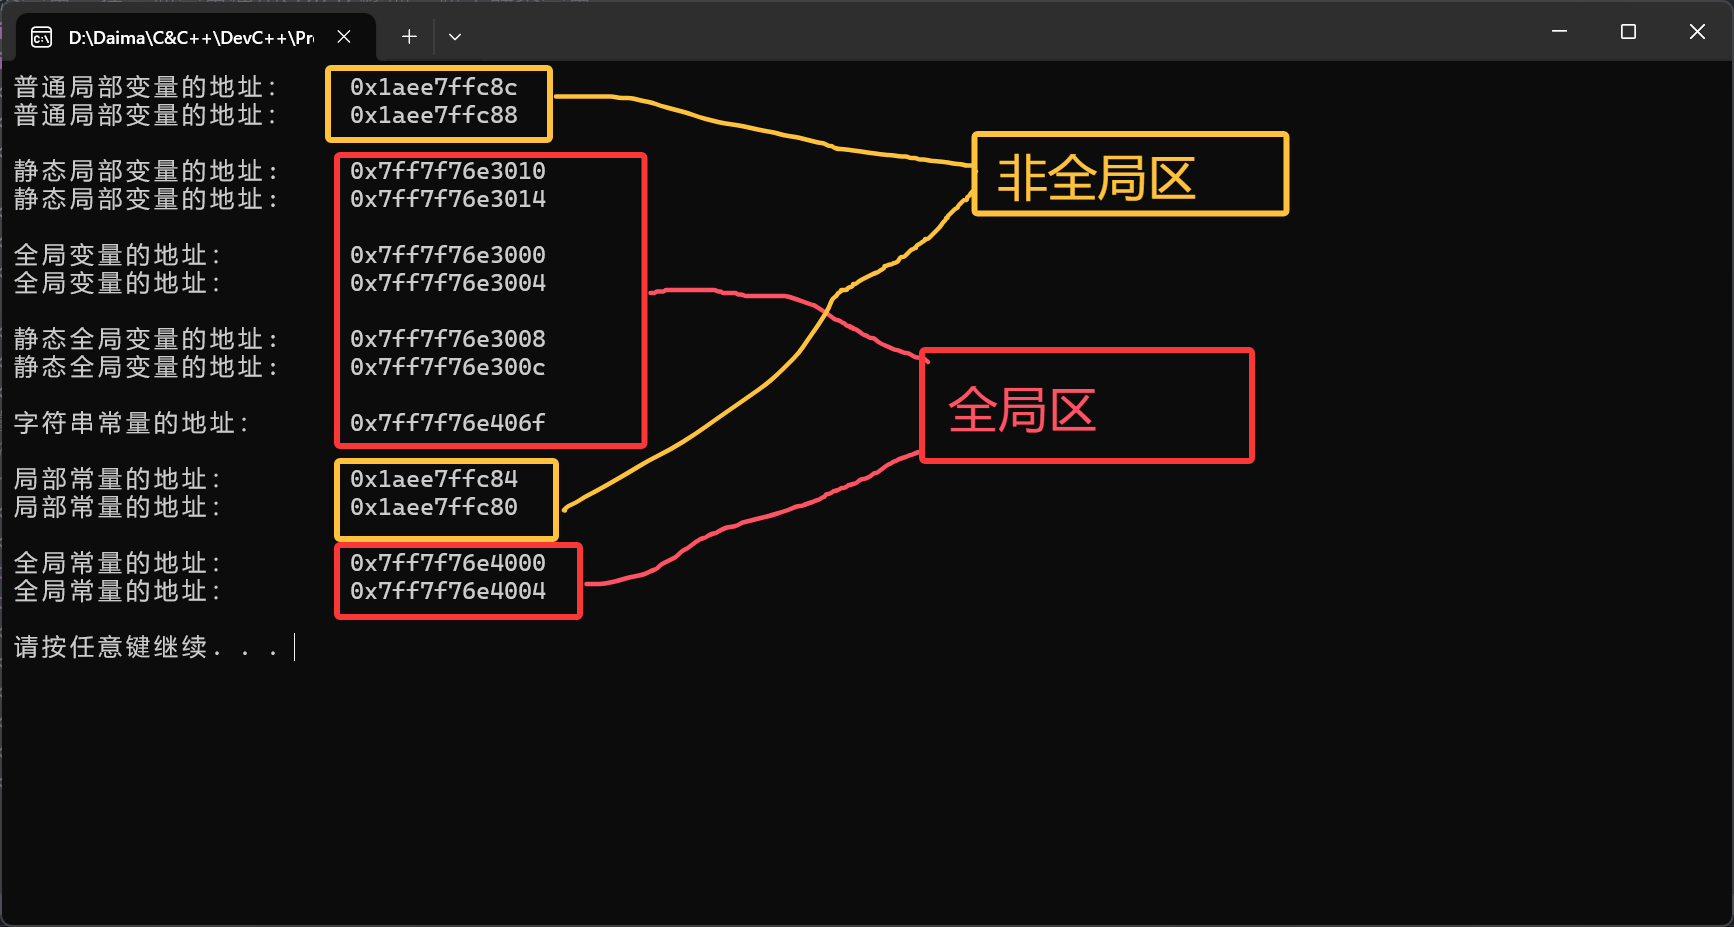 D:\Daima\C&C++\DevC++\Pr
普通局部变量的地址: 0x1aee7ffc8c
普通局部变量的地址: 0x1aee7ffc88
非全局区
静态局部变量的地址: 0x7ff7f76e3010
静态局部变量的地址: 0x7ff7f76e3014
全局变量的地址: 0x7ff7f76e3000
全局变量的地址: 0x7ff7f76e3004
静态全局变量的地址: 0x7ff7f76e3008
静态全局变量的地址: 0x7ff7f76e300c
全局区
字符串常量的地址: 0x7ff7f76e406f
局部常量的地址: 0x1aee7ffc84
局部常量的地址: 0x1aee7ffc80
全局常量的地址: 0x7ff7f76e4000
全局常量的地址: 0x7ff7f76e4004
请按任意键继续. . .